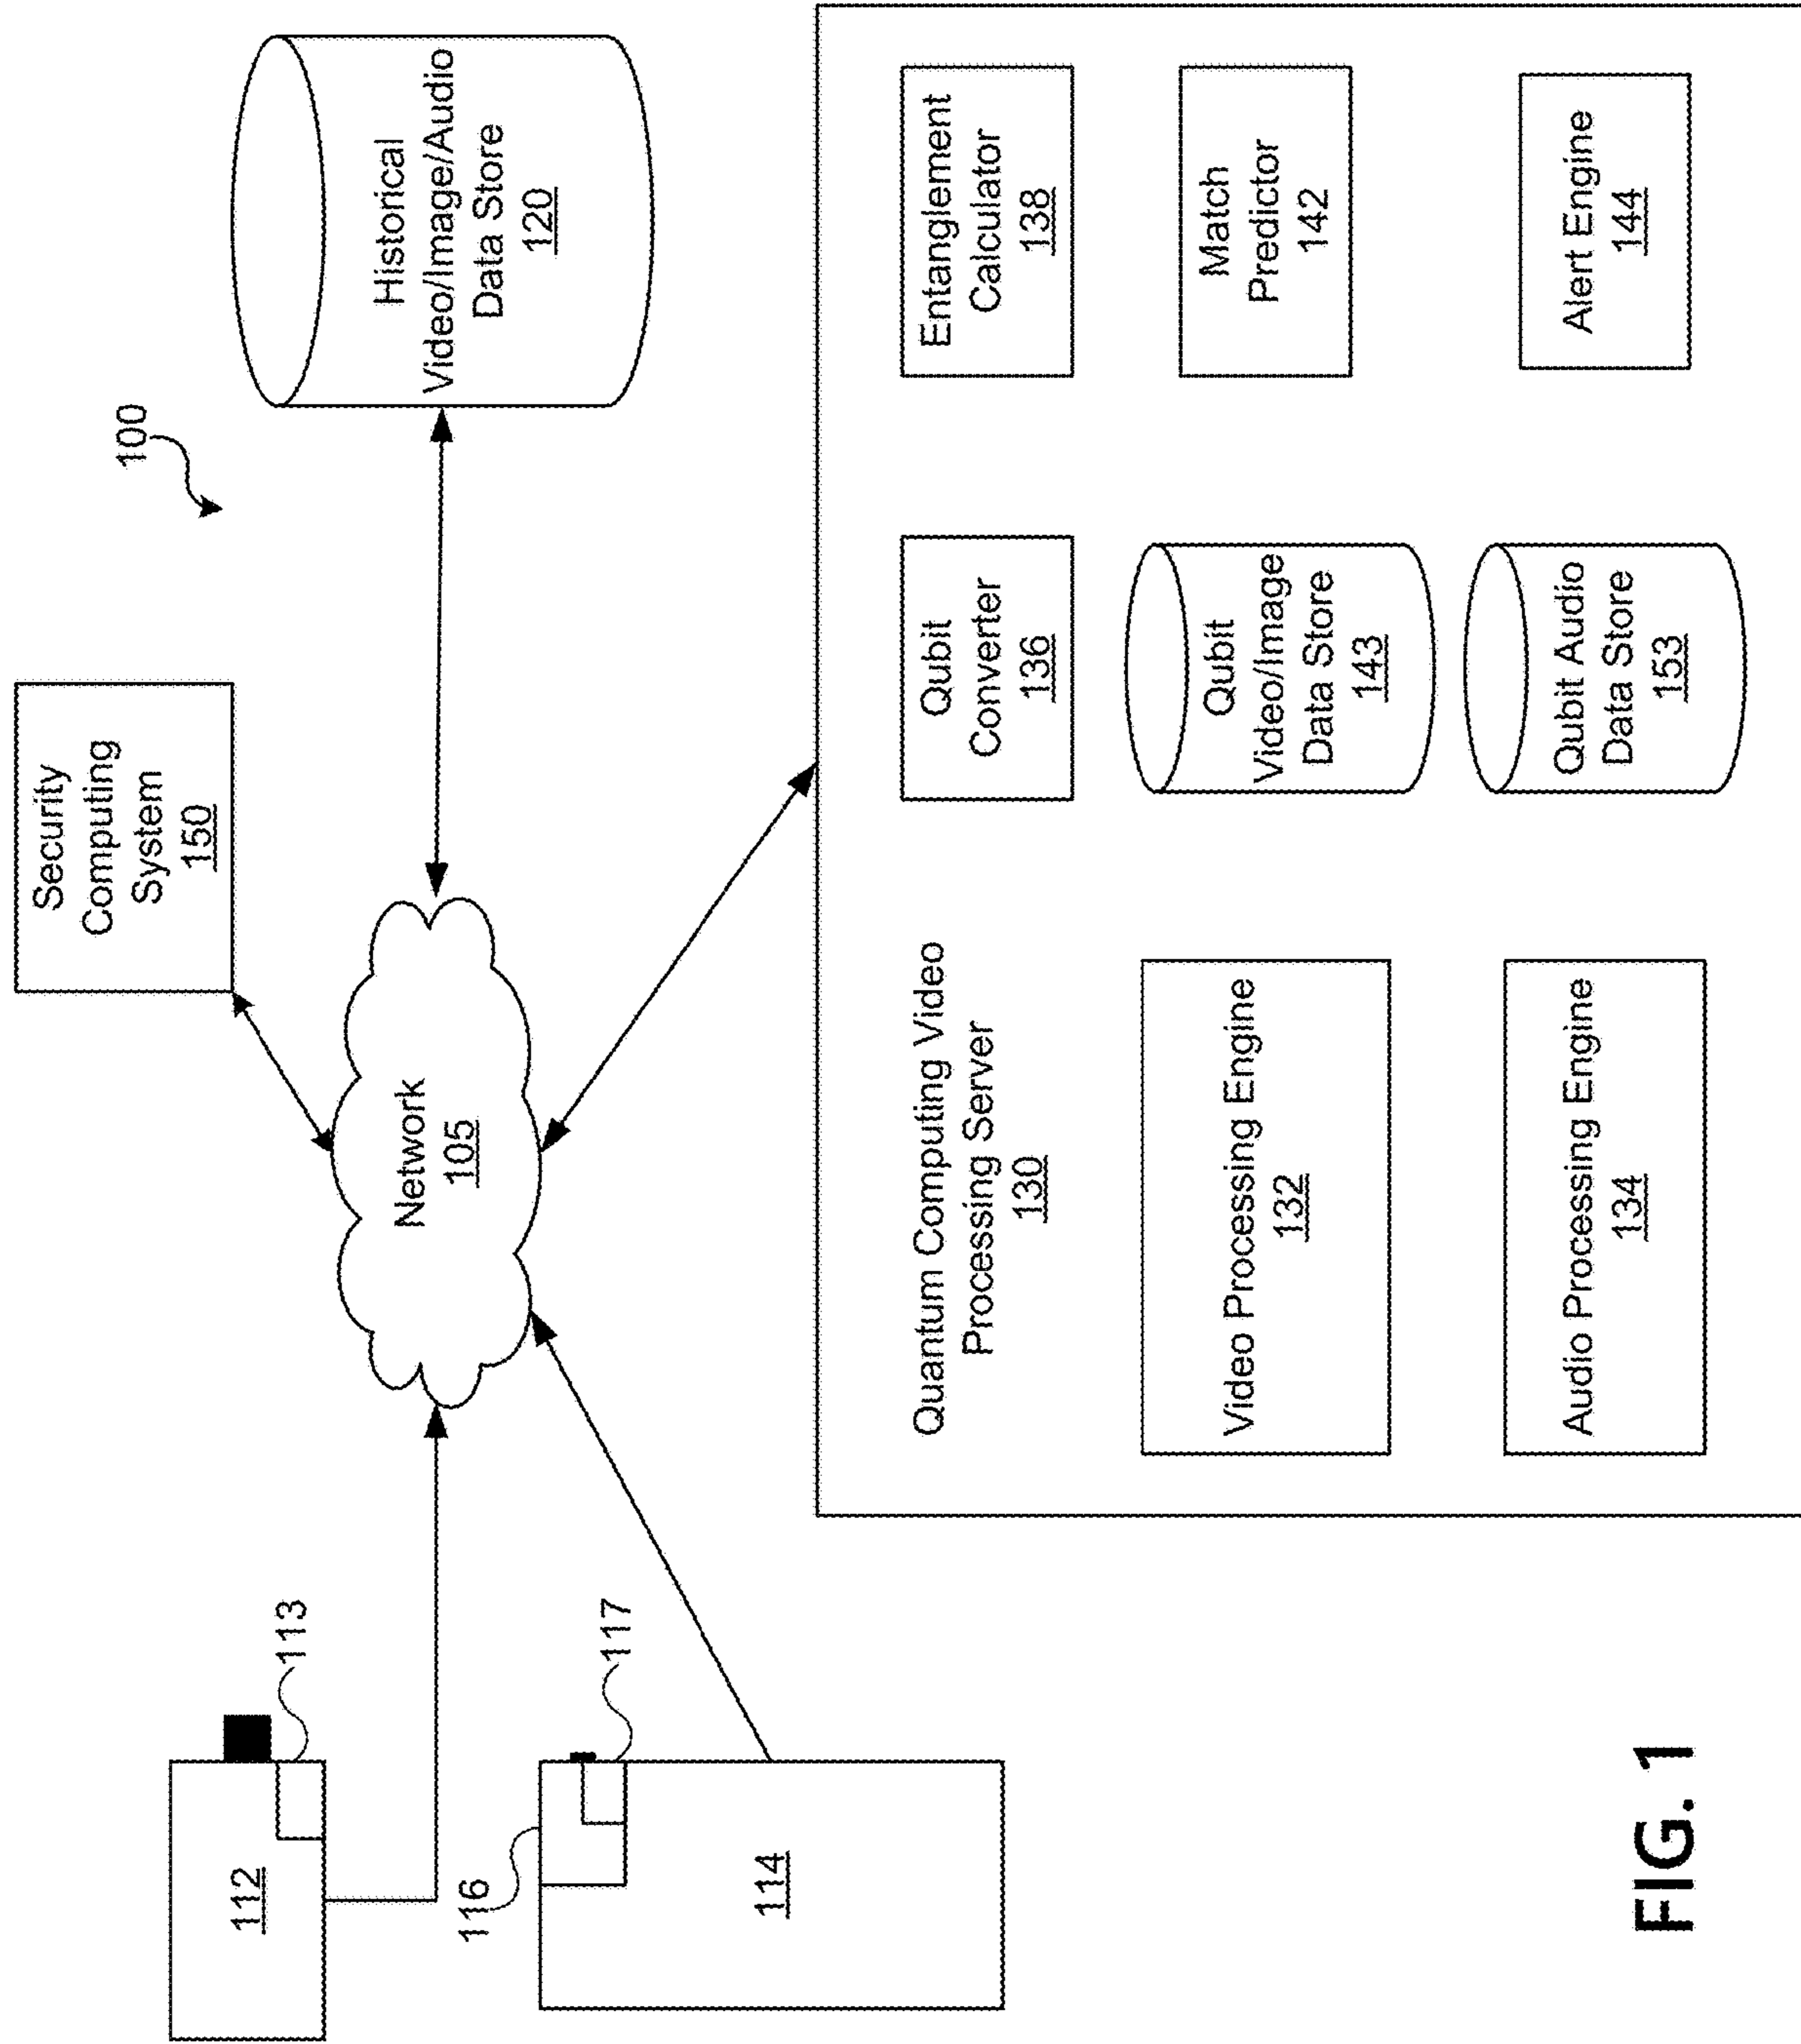 100
Security
Computing
System
150
Historical
Video/Image/Audio
Data Store
120
Network
105
112
113
116
117
114
Quantum Computing Video
Processing Server
130
Qubit
Converter
136
Entanglement
Calculator
138
Video Processing Engine
132
Qubit
Video/Image
Data Store
143
Match
Predictor
142
Audio Processing Engine
134
Qubit Audio
Data Store
153
Alert Engine
144
FIG. 1